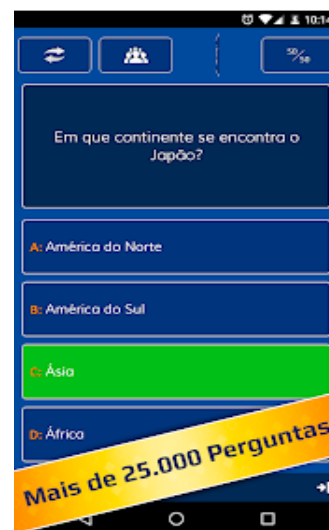 10:14
50/50
Em que continente se encontra o
Japão?
A: América do Norte
B: América do Sul
C: Ásia
D: África
Mais de 25.000 Perguntas